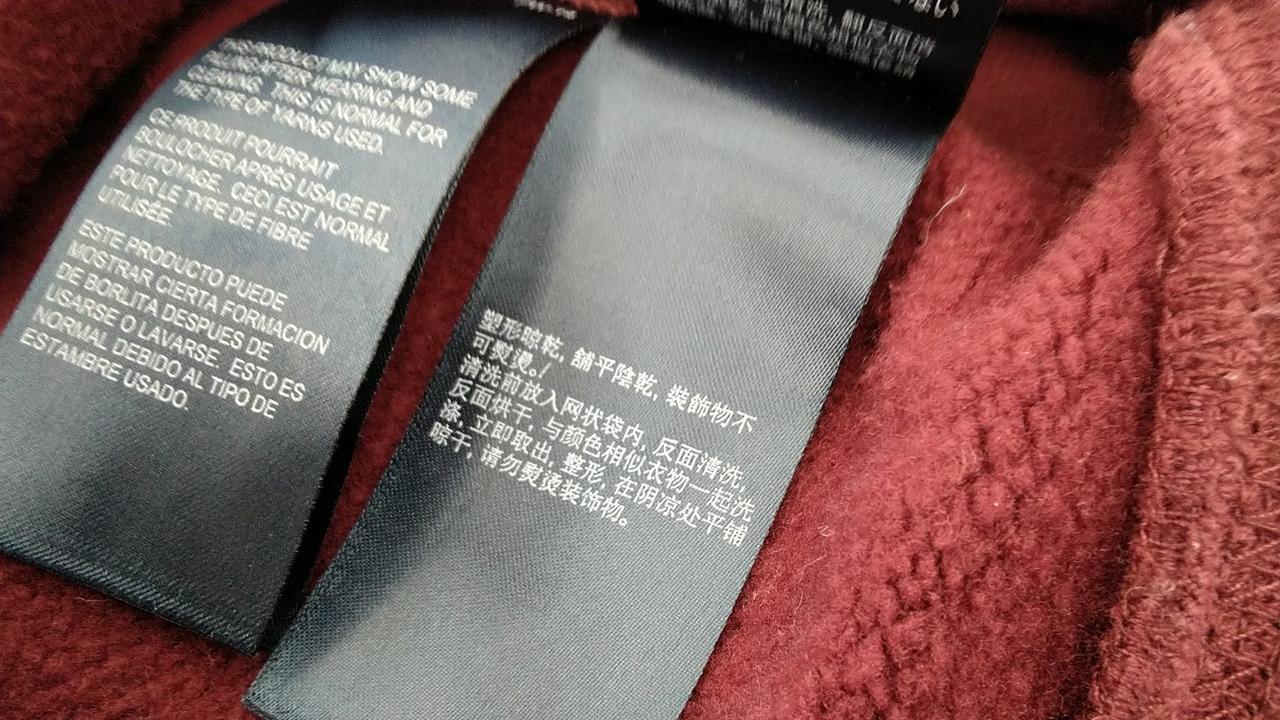 THIS PRODUCT MAY SHOW SOME
PILLING AFTER WEARING AND
CLEANING. THIS IS NORMAL FOR
THE TYPE OF YARNS USED.
CE PRODUIT POURRAIT
BOULOCHER APRÈS USAGE ET
NETTOYAGE. CECI EST NORMAL
POUR LE TYPE DE FIBRE
UTILISÉE.
ESTE PRODUCTO PUEDE
MOSTRAR CIERTA FORMACION
DE BORLITA DESPUES DE
USARSE O LAVARSE. ESTO ES
NORMAL DEBIDO AL TIPO DE
ESTAMBRE USADO.
翻反面清
塑形晾乾, 舖平陰乾, 裝飾物不
可熨燙。/
清洗前放入网状袋内, 反面清洗,
反面烘干, 与颜色相似衣物一起洗
涤, 立即取出, 整形, 在阴凉处平铺
晾干, 请勿熨烫装饰物。